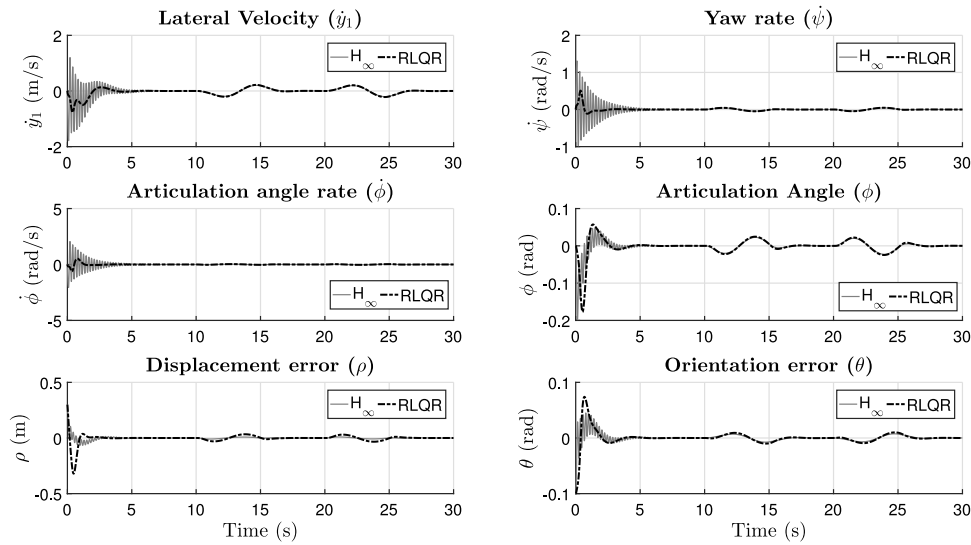 Lateral Velocity (ẏ₁)
2
0
-2
ẏ₁ (m/s)
H∞ RLQR
0 5 10 15 20 25 30
Yaw rate (ψ̇)
2
1
0
-1
ψ̇ (rad/s)
H∞ RLQR
0 5 10 15 20 25 30
Articulation angle rate (ϕ̇)
5
0
-5
ϕ̇ (rad/s)
H∞ RLQR
0 5 10 15 20 25 30
Articulation Angle (ϕ)
0.1
0
-0.1
-0.2
ϕ (rad)
H∞ RLQR
0 5 10 15 20 25 30
Displacement error (ρ)
0.5
0
-0.5
ρ (m)
H∞ RLQR
0 5 10 15 20 25 30
Time (s)
Orientation error (θ)
0.1
0
-0.1
θ (rad)
H∞ RLQR
0 5 10 15 20 25 30
Time (s)